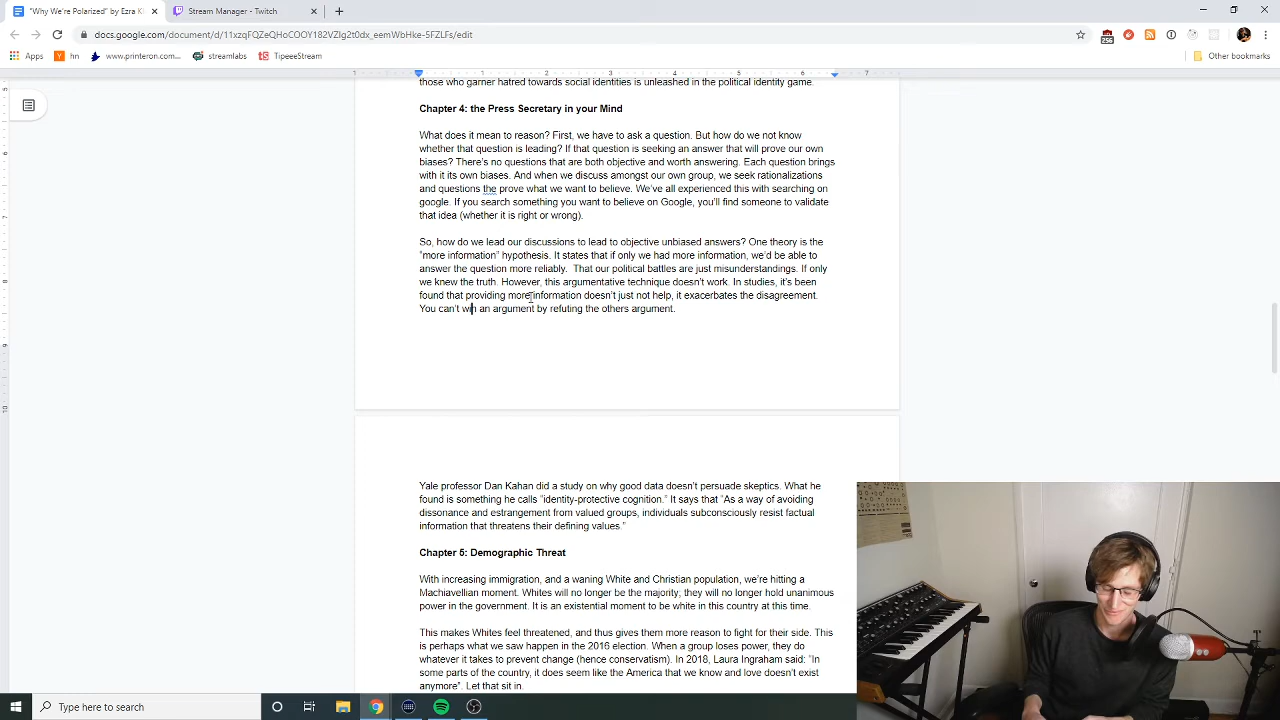 "Why We're Polarized" by Ezra Kl
Stream Manager - Twitch
docs.google.com/document/d/11xzqFQZeQHoCOOY182VZIg2t0dx_eemWbHke-5FZLFs/edit
256
Apps
hn
www.printeron.com...
streamlabs
TipeeeStream
Other bookmarks
1 1 2 3 4 5 6 7
those who garner hatred towards social identities is unleashed in the political identity game.
Chapter 4: the Press Secretary in your Mind
What does it mean to reason? First, we have to ask a question. But how do we not know
whether that question is leading? If that question is seeking an answer that will prove our own
biases? There's no questions that are both objective and worth answering. Each question brings
with it its own biases. And when we discuss amongst our own group, we seek rationalizations
and questions the prove what we want to believe. We've all experienced this with searching on
google. If you search something you want to believe on Google, you'll find someone to validate
that idea (whether it is right or wrong).
So, how do we lead our discussions to lead to objective unbiased answers? One theory is the
"more information" hypothesis. It states that if only we had more information, we'd be able to
answer the question more reliably.  That our political battles are just misunderstandings. If only
we knew the truth. However, this argumentative technique doesn't work. In studies, it's been
found that providing more information doesn't just not help, it exacerbates the disagreement.
You can't win an argument by refuting the others argument.
Yale professor Dan Kahan did a study on why good data doesn't persuade skeptics. What he
found is something he calls "identity-protective cognition." It says that "As a way of avoiding
dissonance and estrangement from valued groups, individuals subconsciously resist factual
information that threatens their defining values."
Chapter 5: Demographic Threat
With increasing immigration, and a waning White and Christian population, we're hitting a
Machiavellian moment. Whites will no longer be the majority; they will no longer hold unanimous
power in the government. It is an existential moment to be white in this country at this time.
This makes Whites feel threatened, and thus gives them more reason to fight for their side. This
is perhaps what we saw happen in the 2016 election. When a group loses power, they do
whatever it takes to prevent change (hence conservatism). In 2018, Laura Ingraham said: "In
some parts of the country, it does seem like the America that we know and love doesn't exist
anymore". Let that sit in.
Type here to search